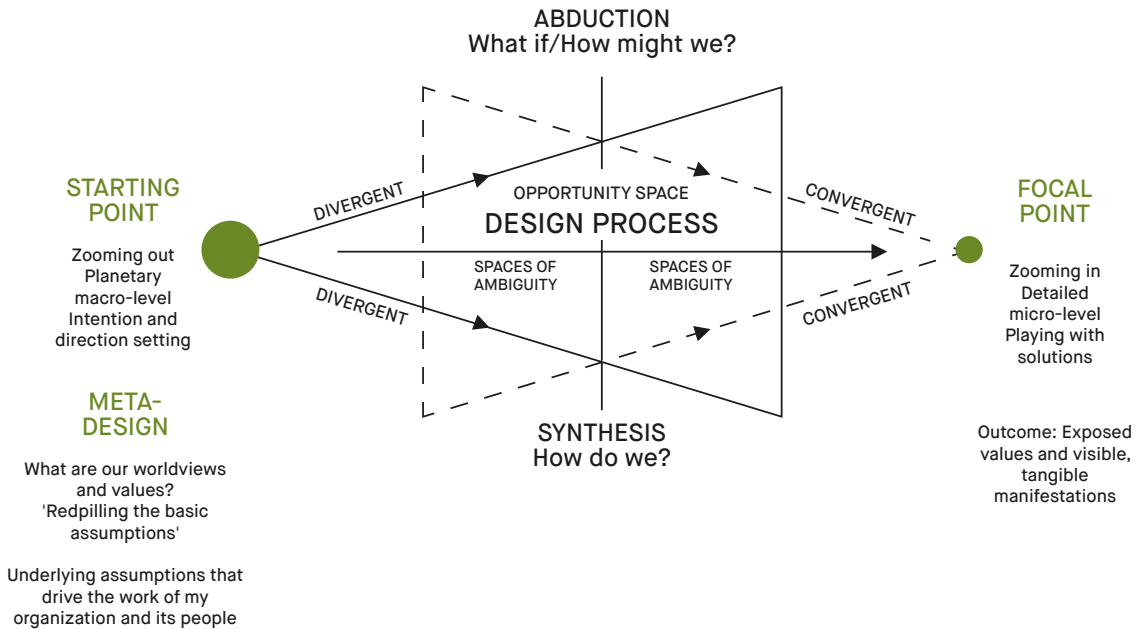 ABDUCTION
What if/How might we?
STARTING
POINT
Zooming out
Planetary
macro-level
Intention and
direction setting
META-
DESIGN
What are our worldviews
and values?
'Redpilling the basic
assumptions'
Underlying assumptions that
drive the work of my
organization and its people
DIVERGENT
DIVERGENT
OPPORTUNITY SPACE
DESIGN PROCESS
SPACES OF
AMBIGUITY
SPACES OF
AMBIGUITY
CONVERGENT
CONVERGENT
SYNTHESIS
How do we?
FOCAL
POINT
Zooming in
Detailed
micro-level
Playing with
solutions
Outcome: Exposed
values and visible,
tangible
manifestations